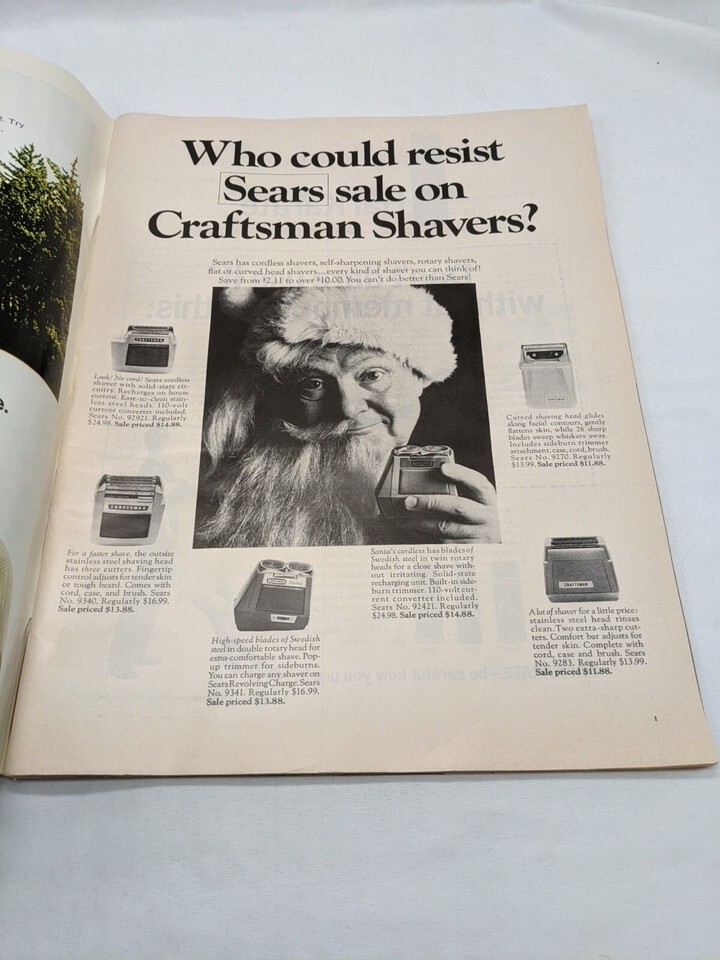 t. Try
e.
Who could resist
Sears sale on
Craftsman Shavers?
Sears has cordless shavers, self-sharpening shavers, rotary shavers,
flat or curved head shavers...every kind of shaver you can think of!
Save from $2.11 to over $10.00. You can't do better than Sears!
CRAFTSMAN
Look! No cord! Sears cordless
shaver with solid-state cir-
cuitry. Recharges on house
current. Easy-to-clean stain-
less steel heads. 110-volt
current converter included.
Sears No. 92921. Regularly
$24.98. Sale priced $14.88.
CRAFTSMAN
For a faster shave, the outsize
stainless steel shaving head
has three cutters. Fingertip
control adjusts for tender skin
or tough beard. Comes with
cord, case, and brush. Sears
No. 9340. Regularly $16.99.
Sale priced $13.88.
High-speed blades of Swedish
steel in double rotary head for
extra-comfortable shave. Pop-
up trimmer for sideburns.
You can charge any shaver on
Sears Revolving Charge. Sears
No. 9341. Regularly $16.99.
Sale priced $13.88.
Santa's cordless has blades of
Swedish steel in twin rotary
heads for a close shave with-
out irritating. Solid-state
recharging unit. Built-in side-
burn trimmer. 110-volt cur-
rent converter included.
Sears No. 92421. Regularly
$24.98. Sale priced $14.88.
Curved shaving head glides
along facial contours, gently
flattens skin, while 26 sharp
blades sweep whiskers away.
Includes sideburn trimmer
attachment, case, cord, brush.
Sears No. 9270. Regularly
$13.99. Sale priced $11.88.
CRAFTSMAN
A lot of shaver for a little price:
stainless steel head rinses
clean. Two extra-sharp cut-
ters. Comfort bar adjusts for
tender skin. Complete with
cord, case and brush. Sears
No. 9283. Regularly $13.99.
Sale priced $11.88.
1